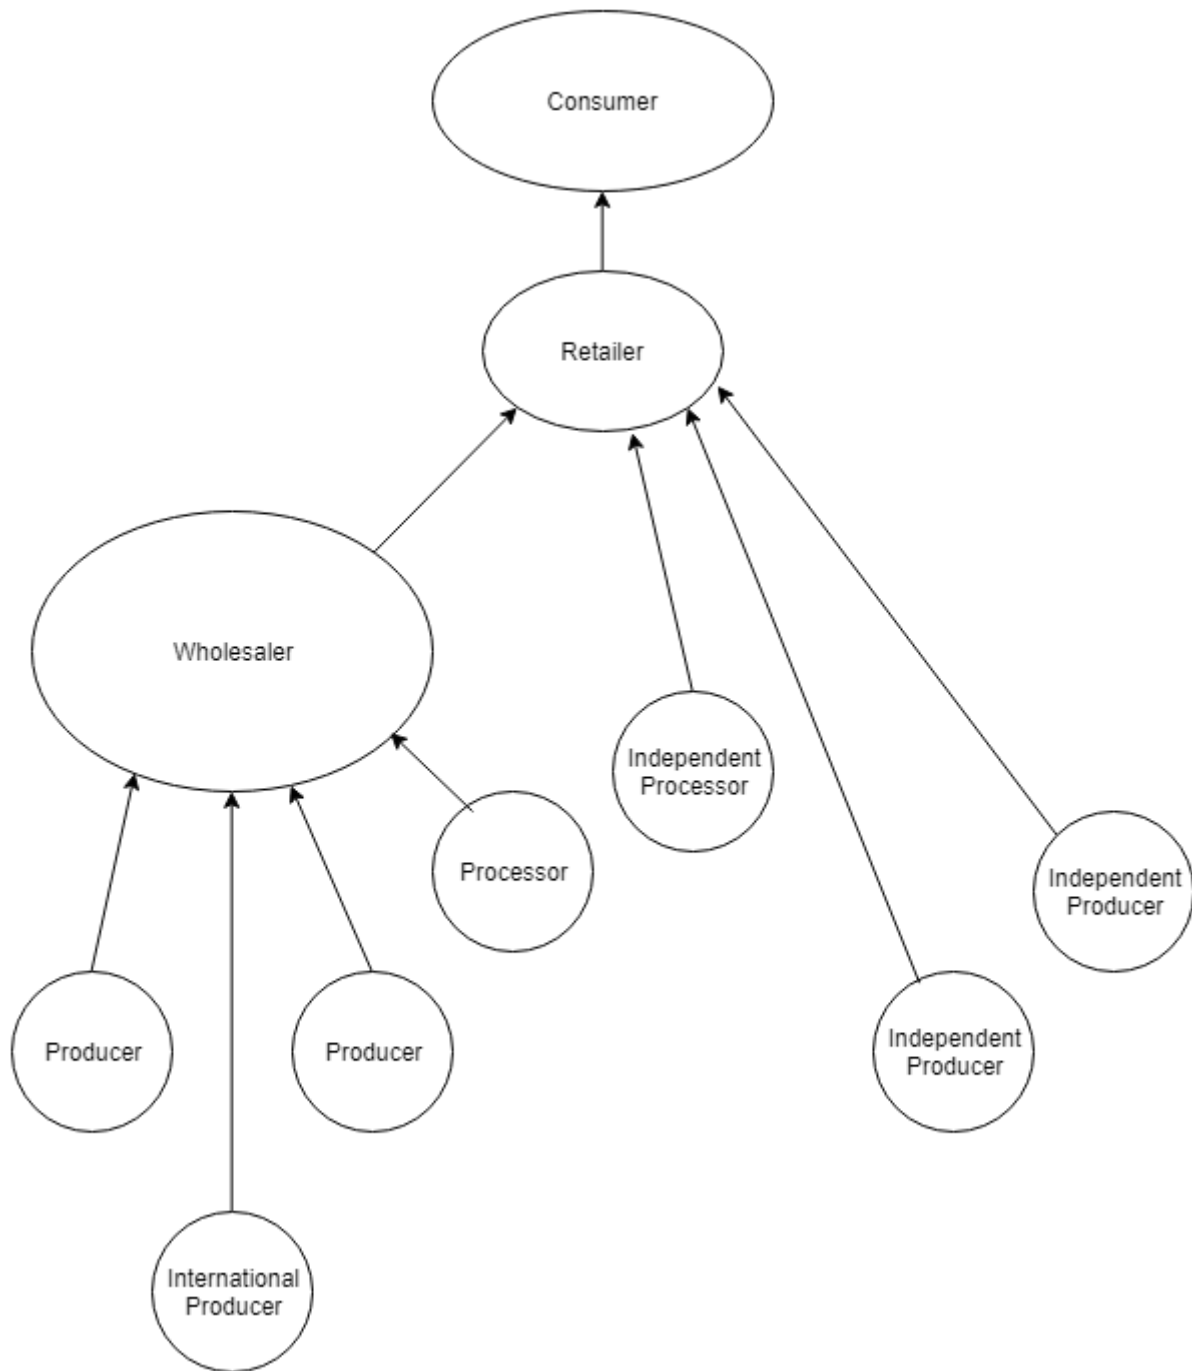 Consumer
Retailer
Wholesaler
Independent
Processor
Processor
Independent
Producer
Producer
Producer
Independent
Producer
International
Producer